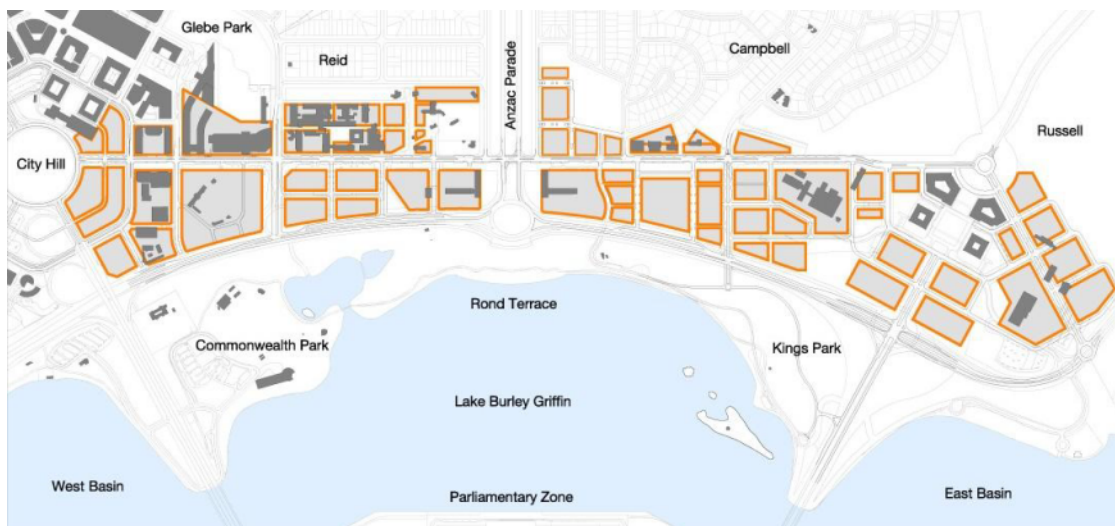 Glebe Park
Reid
Anzac Parade
Campbell
Russell
City Hill
Rond Terrace
Commonwealth Park
Kings Park
Lake Burley Griffin
West Basin
Parliamentary Zone
East Basin